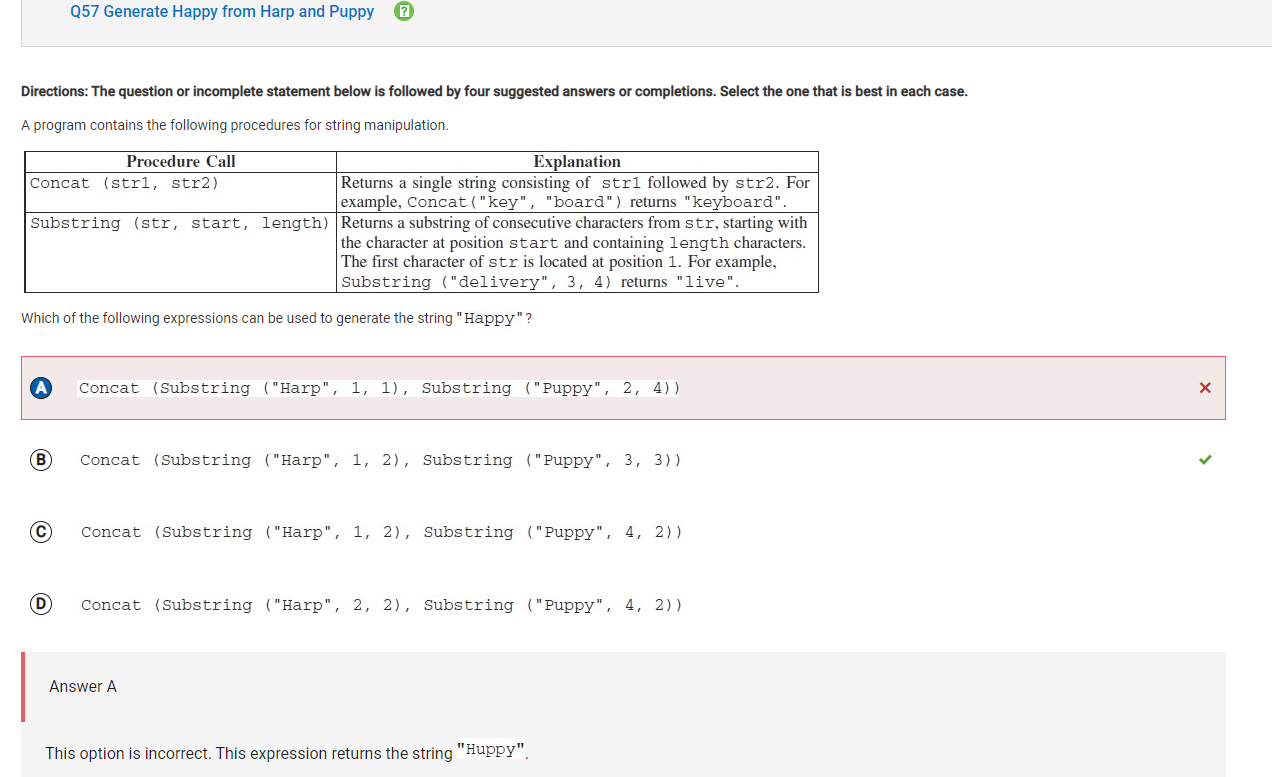 Q57 Generate Happy from Harp and Puppy
Directions: The question or incomplete statement below is followed by four suggested answers or completions. Select the one that is best in each case.
A program contains the following procedures for string manipulation.
Procedure Call Explanation
Concat (str1, str2) Returns a single string consisting of str1 followed by str2. For
example, Concat("key", "board") returns "keyboard".
Substring (str, start, length) Returns a substring of consecutive characters from str, starting with
the character at position start and containing length characters.
The first character of str is located at position 1. For example,
Substring ("delivery", 3, 4) returns "live".
Which of the following expressions can be used to generate the string "Happy"?
A Concat (Substring ("Harp", 1, 1), Substring ("Puppy", 2, 4))
B Concat (Substring ("Harp", 1, 2), Substring ("Puppy", 3, 3))
C Concat (Substring ("Harp", 1, 2), Substring ("Puppy", 4, 2))
D Concat (Substring ("Harp", 2, 2), Substring ("Puppy", 4, 2))
Answer A
This option is incorrect. This expression returns the string "Huppy".